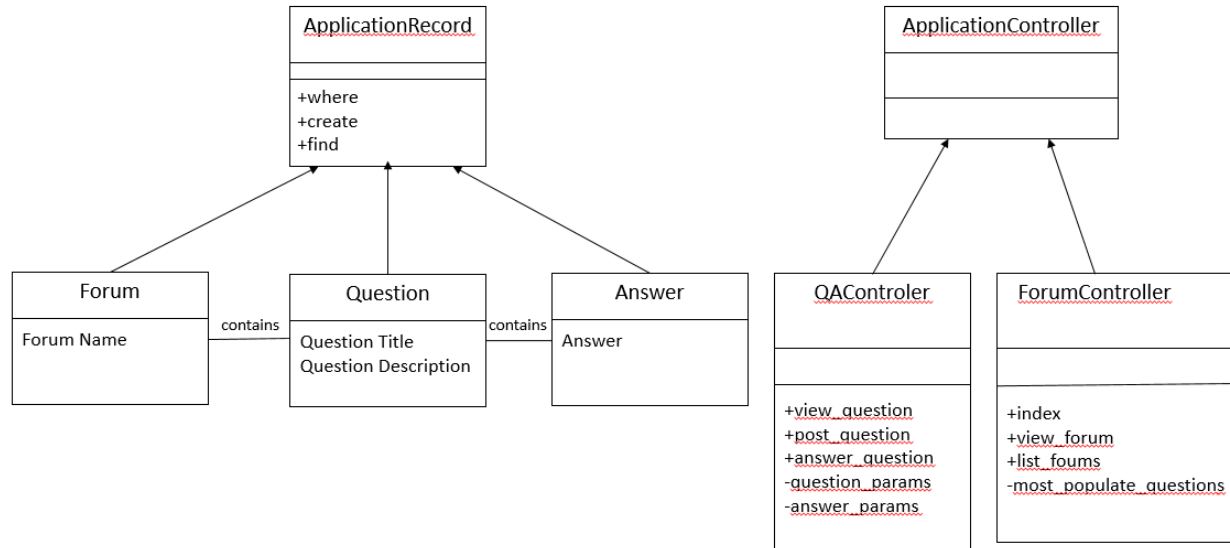 ApplicationRecord
+where
+create
+find
ApplicationController
Forum
Forum Name
contains
Question
Question Title
Question Description
contains
Answer
Answer
QAControler
+view_question
+post_question
+answer_question
-question_params
-answer_params
ForumController
+index
+view_forum
+list_foums
-most_populate_questions